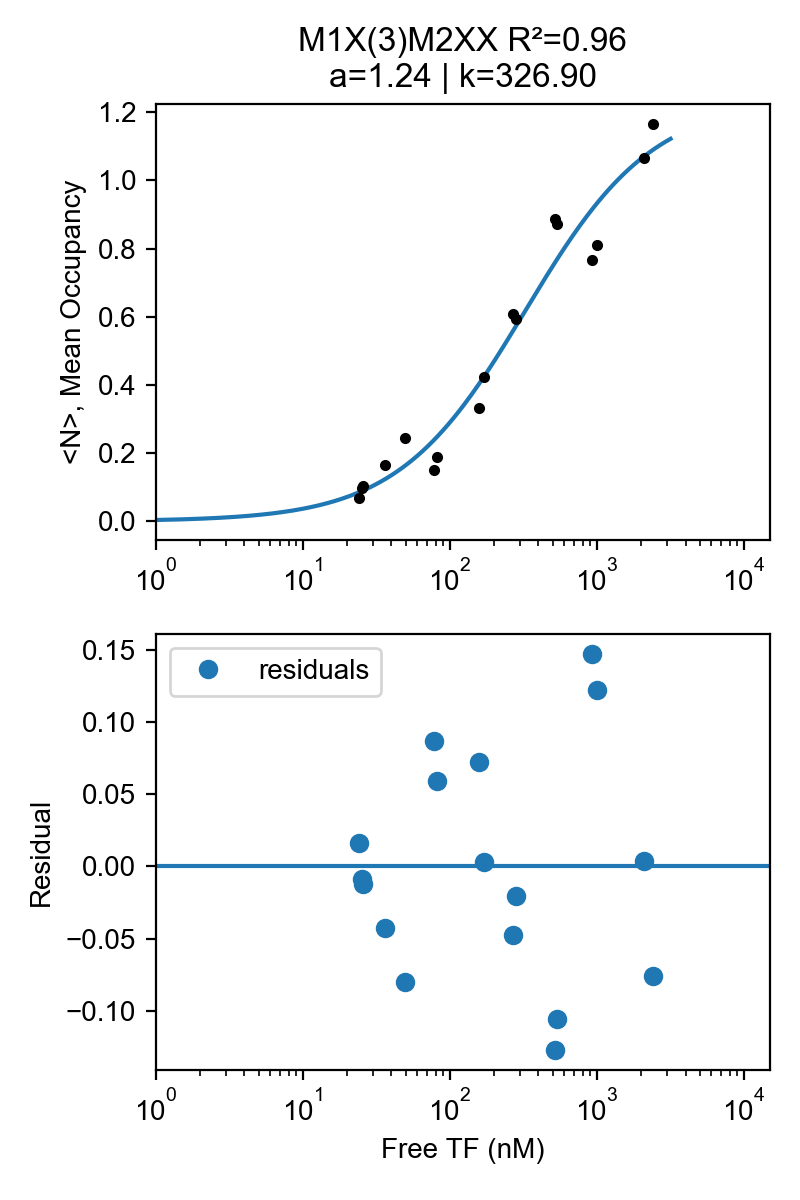 M1X(3)M2XX R²=0.96
a=1.24 | k=326.90
<N>, Mean Occupancy
1.2
1.0
0.8
0.6
0.4
0.2
0.0
10⁰ 10¹ 10² 10³ 10⁴
Residual
0.15
0.10
0.05
0.00
−0.05
−0.10
residuals
10⁰ 10¹ 10² 10³ 10⁴
Free TF (nM)